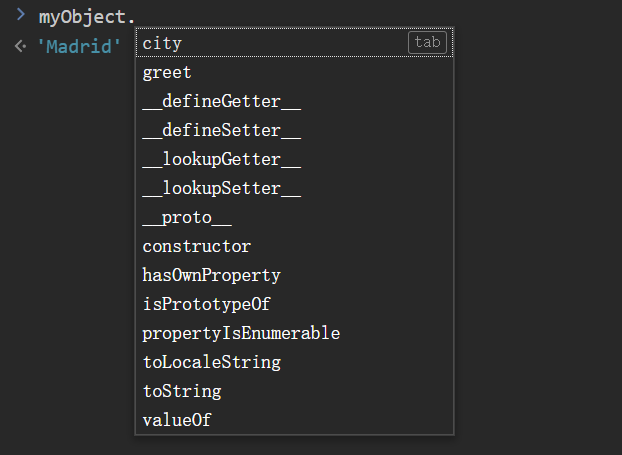 > myObject.
'Madrid'
city tab
greet
__defineGetter__
__defineSetter__
__lookupGetter__
__lookupSetter__
__proto__
constructor
hasOwnProperty
isPrototypeOf
propertyIsEnumerable
toLocaleString
toString
valueOf